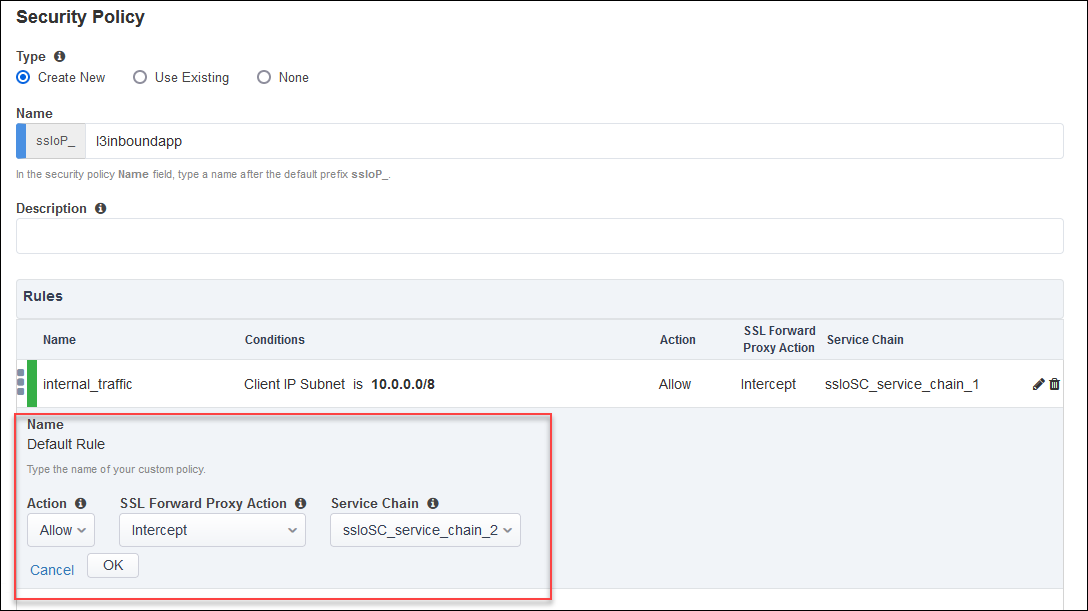 Security Policy
Type
Create New Use Existing None
Name
ssloP_ l3inboundapp
In the security policy Name field, type a name after the default prefix ssloP_.
Description
Rules
Name Conditions Action SSL Forward Proxy Action Service Chain
internal_traffic Client IP Subnet is 10.0.0.0/8 Allow Intercept ssloSC_service_chain_1
Name
Default Rule
Type the name of your custom policy.
Action SSL Forward Proxy Action Service Chain
Allow Intercept ssloSC_service_chain_2
Cancel OK